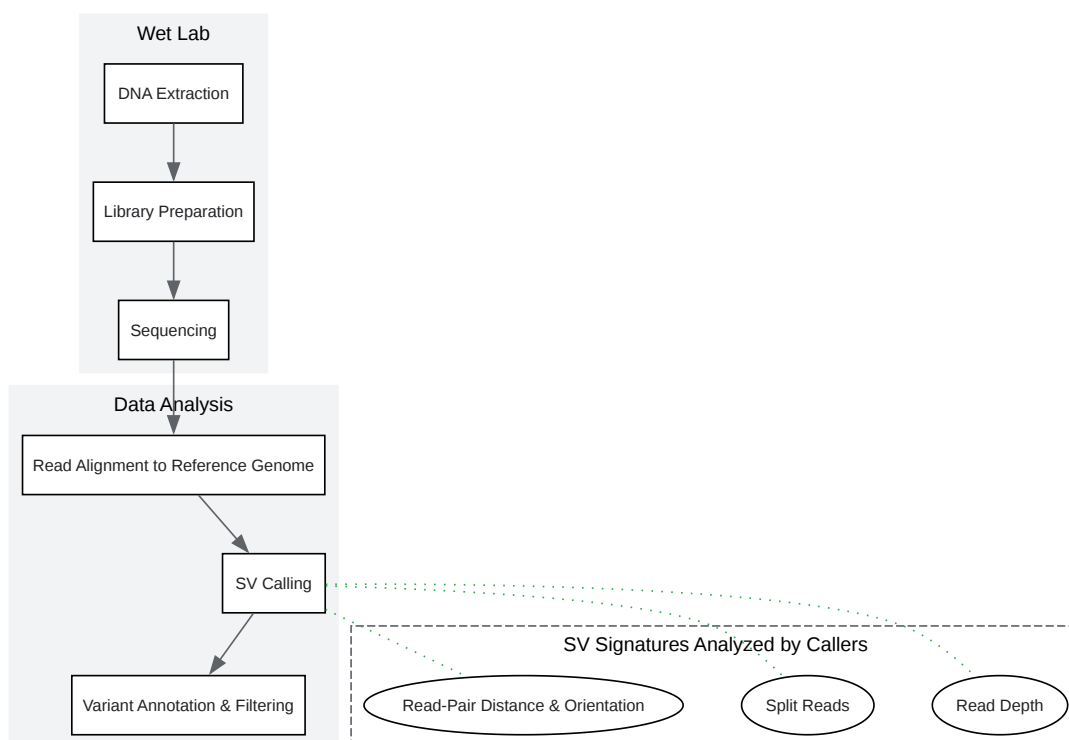 Wet Lab
DNA Extraction
Library Preparation
Sequencing
Data Analysis
Read Alignment to Reference Genome
SV Calling
SV Signatures Analyzed by Callers
Variant Annotation & Filtering
Read-Pair Distance & Orientation
Split Reads
Read Depth